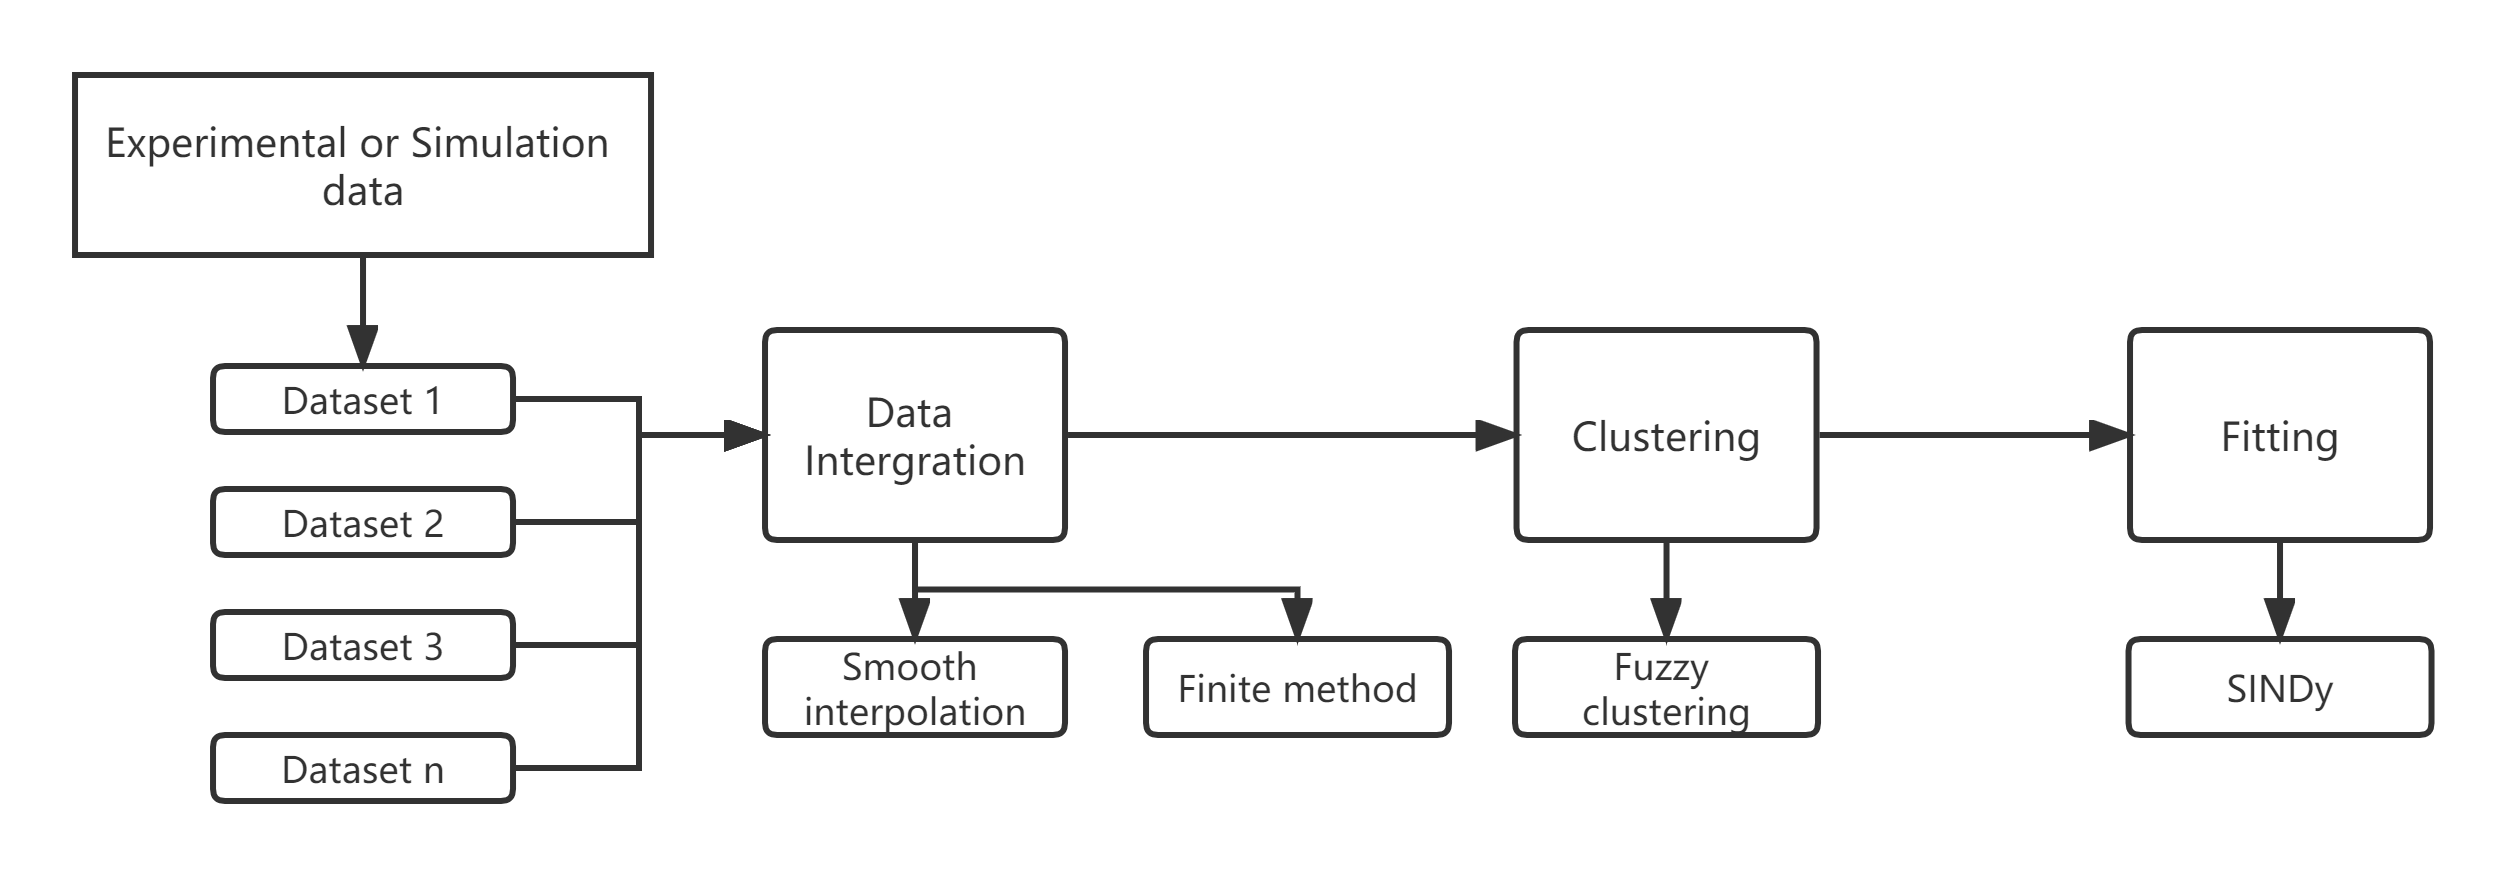 Experimental or Simulation
data
Dataset 1
Dataset 2
Dataset 3
Dataset n
Data
Intergration
Smooth
interpolation
Finite method
Clustering
Fuzzy
clustering
Fitting
SINDy